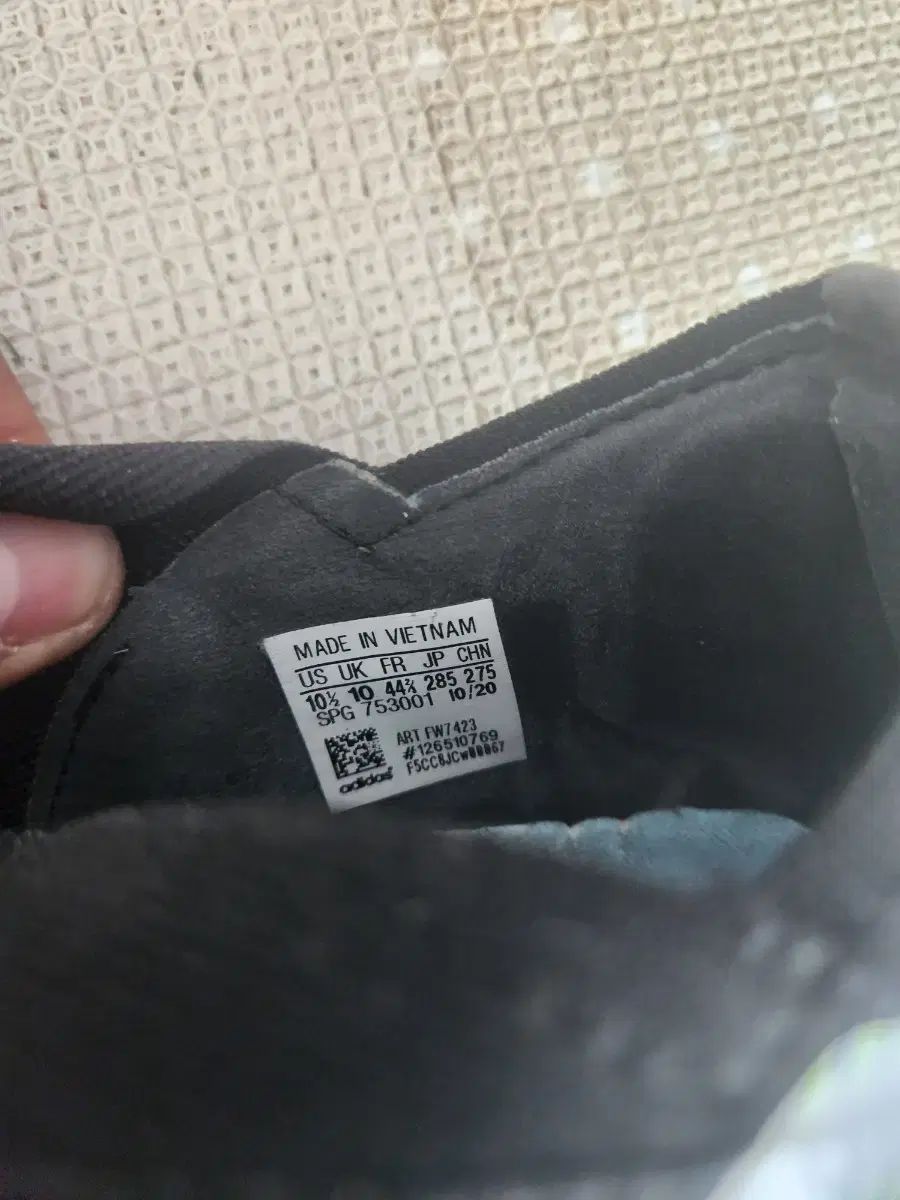 MADE IN VIETNAM
US UK FR JP CHN
10½ 10 44⅔ 285 275
SPG 753001 10/20
ART FW7423
#126510769
adidas